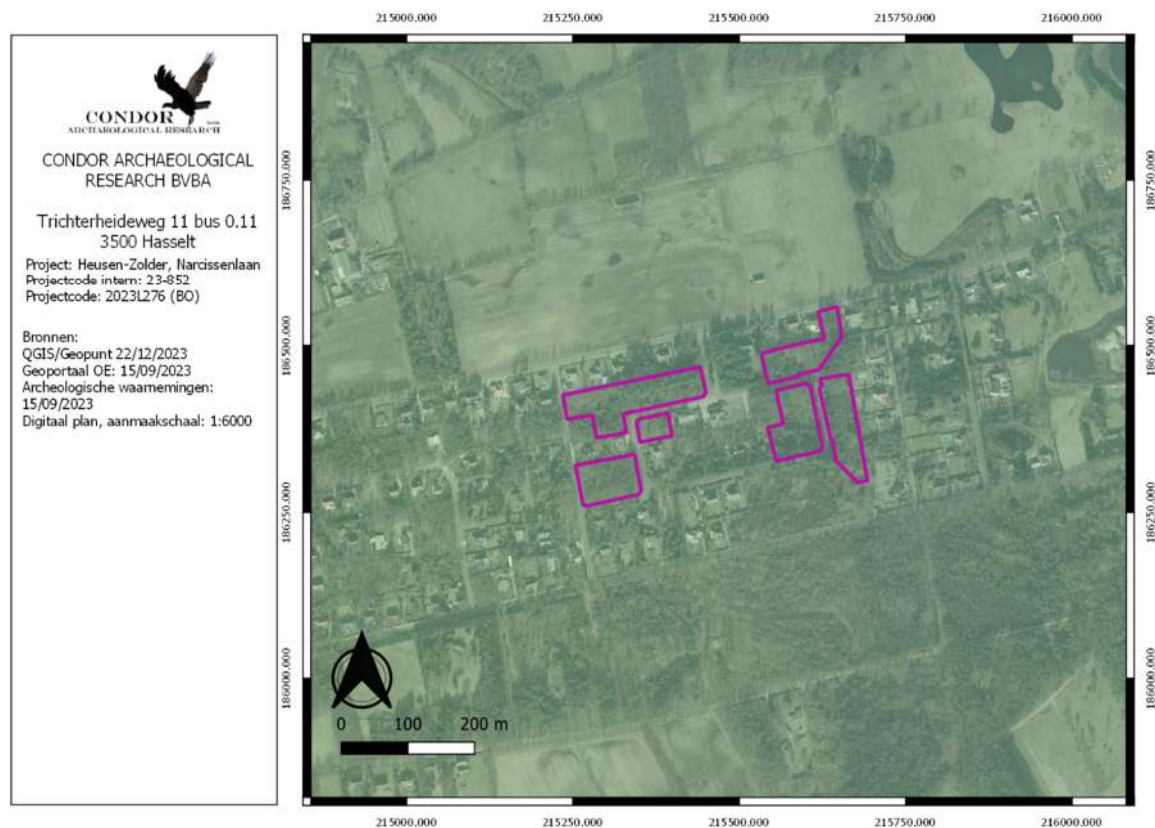 215000.000 215250.000 215500.000 215750.000 216000.000
CONDOR
ARCHAEOLOGICAL RESEARCH
CONDOR ARCHAEOLOGICAL
RESEARCH BVBA
Trichterheideweg 11 bus 0.11
3500 Hasselt
Project: Heusen-Zolder, Narcissenlaan
Projectcode intern: 23-852
Projectcode: 2023L276 (BO)
Bronnen:
QGIS/Geopunt 22/12/2023
Geoportaal OE: 15/09/2023
Archeologische waarnemingen:
15/09/2023
Digitaal plan, aanmaakschaal: 1:6000
186750.000
186500.000
186250.000
186000.000
186750.000
186500.000
186250.000
186000.000
0 100 200 m
215000.000 215250.000 215500.000 215750.000 216000.000